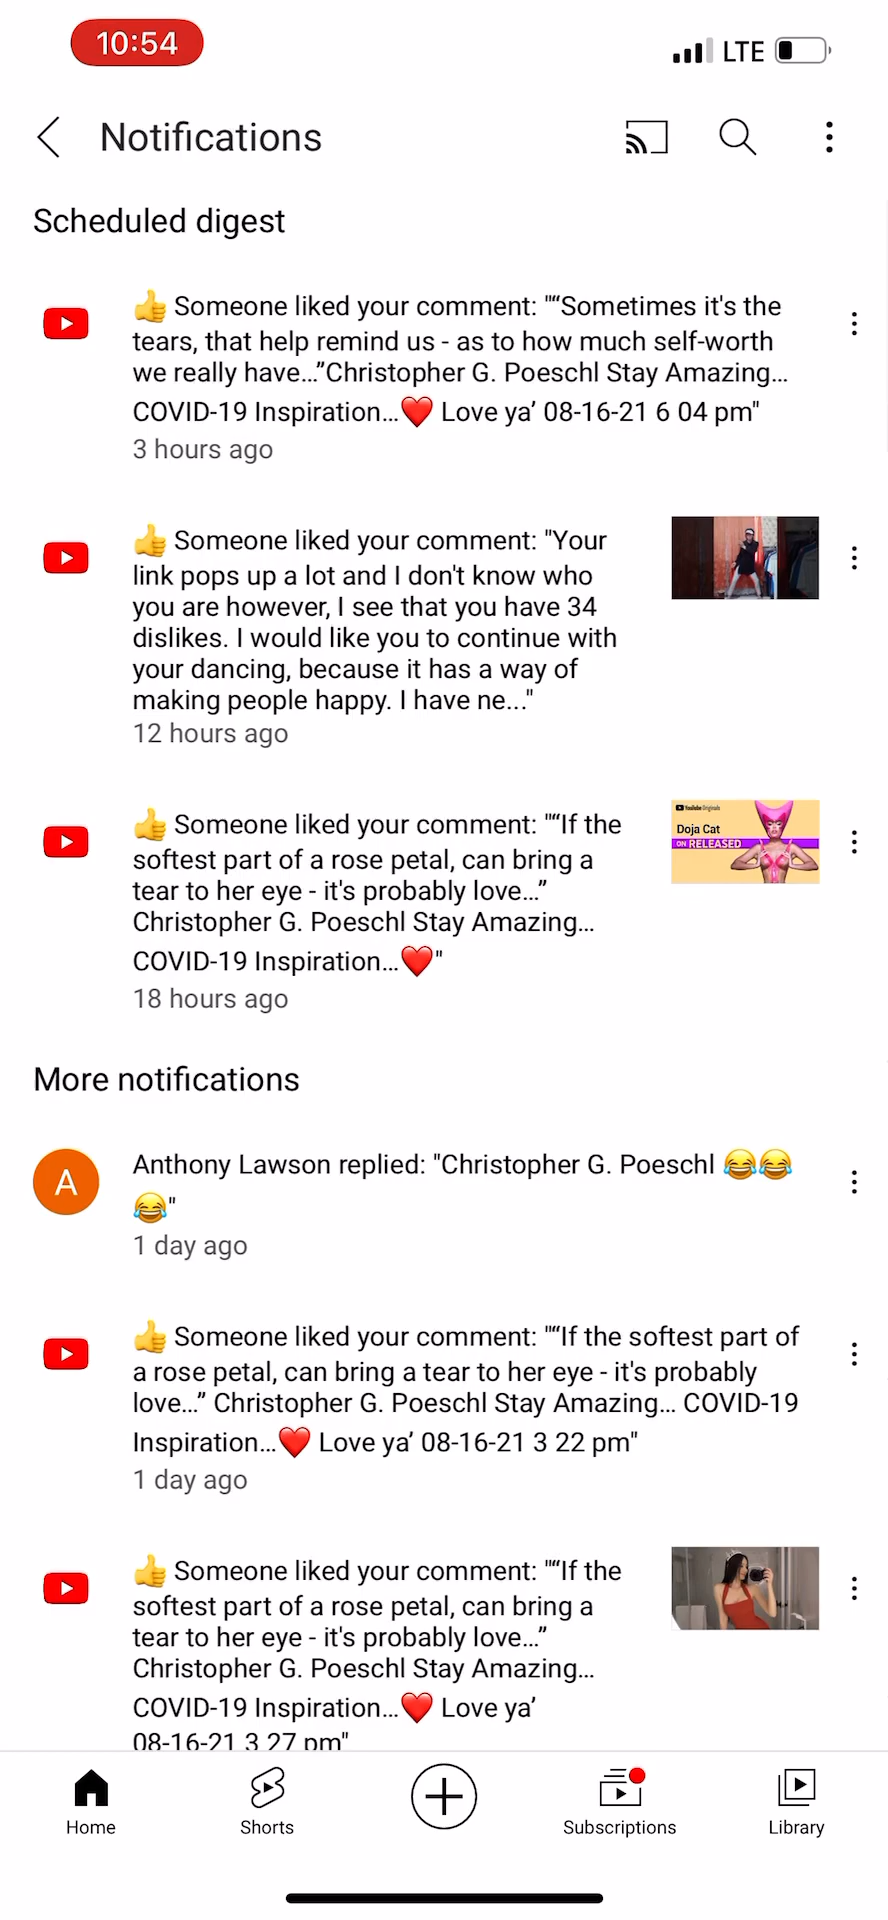 10:54
LTE
Notifications
Scheduled digest
👍 Someone liked your comment: "“Sometimes it's the
tears, that help remind us - as to how much self-worth
we really have…”Christopher G. Poeschl Stay Amazing…
COVID-19 Inspiration…❤️ Love ya’ 08-16-21 6 04 pm"
3 hours ago
👍 Someone liked your comment: "Your
link pops up a lot and I don't know who
you are however, I see that you have 34
dislikes. I would like you to continue with
your dancing, because it has a way of
making people happy. I have ne..."
12 hours ago
👍 Someone liked your comment: "“If the
softest part of a rose petal, can bring a
tear to her eye - it's probably love…”
Christopher G. Poeschl Stay Amazing…
COVID-19 Inspiration…❤️"
18 hours ago
YouTube Originals
Doja Cat
ON RELEASED
More notifications
A
Anthony Lawson replied: "Christopher G. Poeschl 😂😂
😂"
1 day ago
👍 Someone liked your comment: "“If the softest part of
a rose petal, can bring a tear to her eye - it's probably
love…” Christopher G. Poeschl Stay Amazing… COVID-19
Inspiration…❤️ Love ya’ 08-16-21 3 22 pm"
1 day ago
👍 Someone liked your comment: "“If the
softest part of a rose petal, can bring a
tear to her eye - it's probably love…”
Christopher G. Poeschl Stay Amazing…
COVID-19 Inspiration…❤️ Love ya’
08-16-21 3 27 pm"
Home
Shorts
Subscriptions
Library